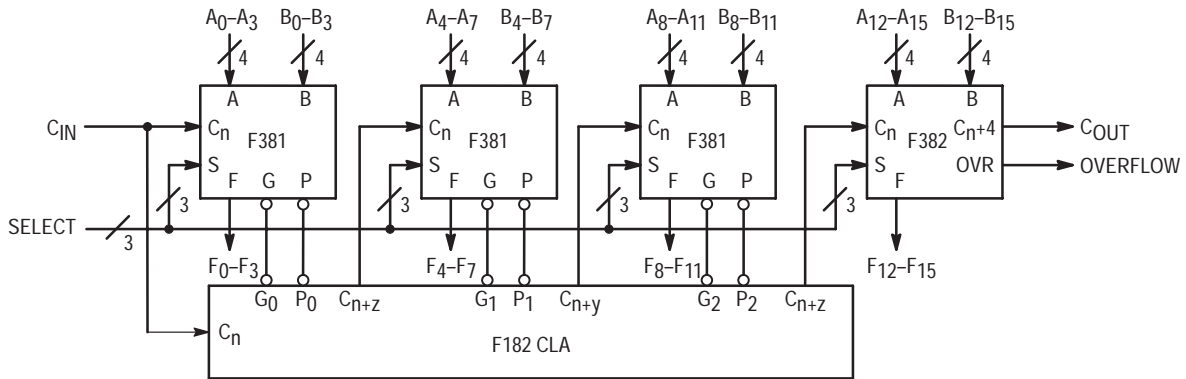 A0–A3 B0–B3 A4–A7 B4–B7 A8–A11 B8–B11 A12–A15 B12–B15
4 4 4 4 4 4 4 4
A B A B A B A B
CIN Cn Cn Cn Cn Cn+4 COUT
F381 F381 F381 F382
S S S S OVR OVERFLOW
F G P F G P F G P F
3 3 3 3
SELECT 3
F0–F3 F4–F7 F8–F11 F12–F15
G0 P0 Cn+z G1 P1 Cn+y G2 P2 Cn+z
Cn
F182 CLA